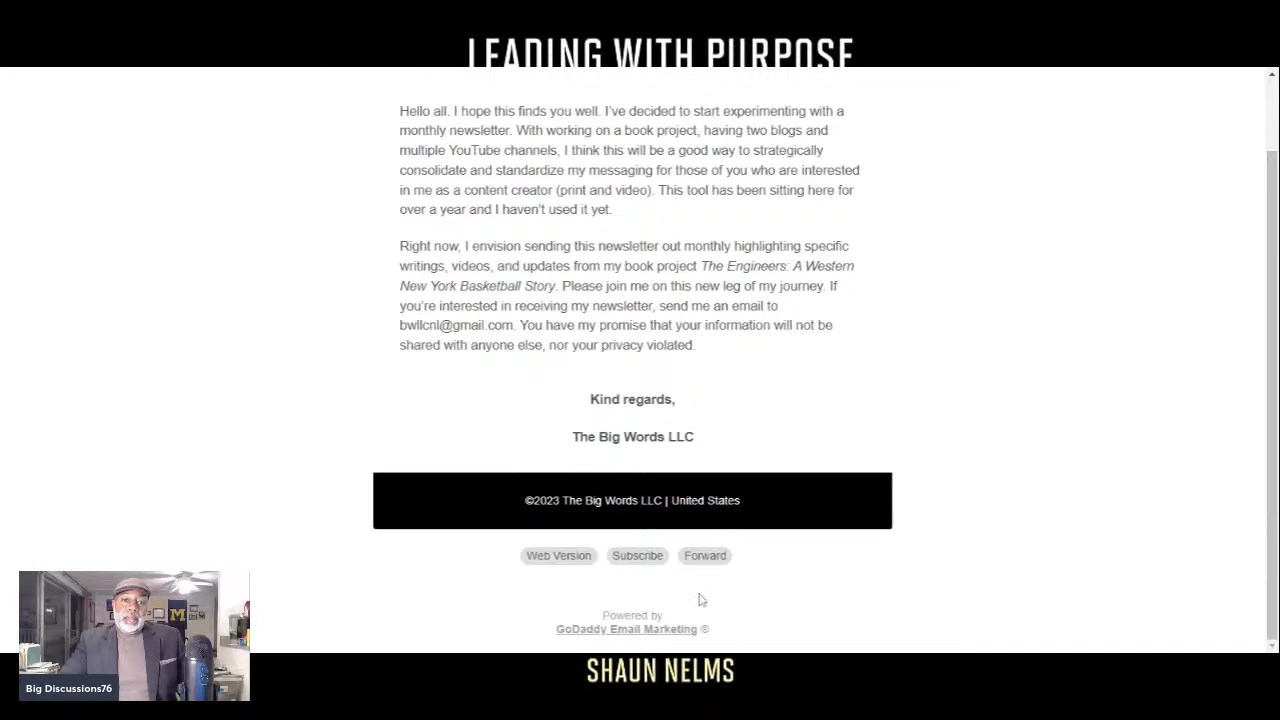 LEADING WITH PURPOSE
Hello all. I hope this finds you well. I've decided to start experimenting with a
monthly newsletter. With working on a book project, having two blogs and
multiple YouTube channels, I think this will be a good way to strategically
consolidate and standardize my messaging for those of you who are interested
in me as a content creator (print and video). This tool has been sitting here for
over a year and I haven't used it yet.
Right now, I envision sending this newsletter out monthly highlighting specific
writings, videos, and updates from my book project The Engineers: A Western
New York Basketball Story. Please join me on this new leg of my journey. If
you're interested in receiving my newsletter, send me an email to
bwllcnl@gmail.com. You have my promise that your information will not be
shared with anyone else, nor your privacy violated.
Kind regards,
The Big Words LLC
©2023 The Big Words LLC | United States
Web Version Subscribe Forward
Powered by
GoDaddy Email Marketing ®
M
Big Discussions76
SHAUN NELMS